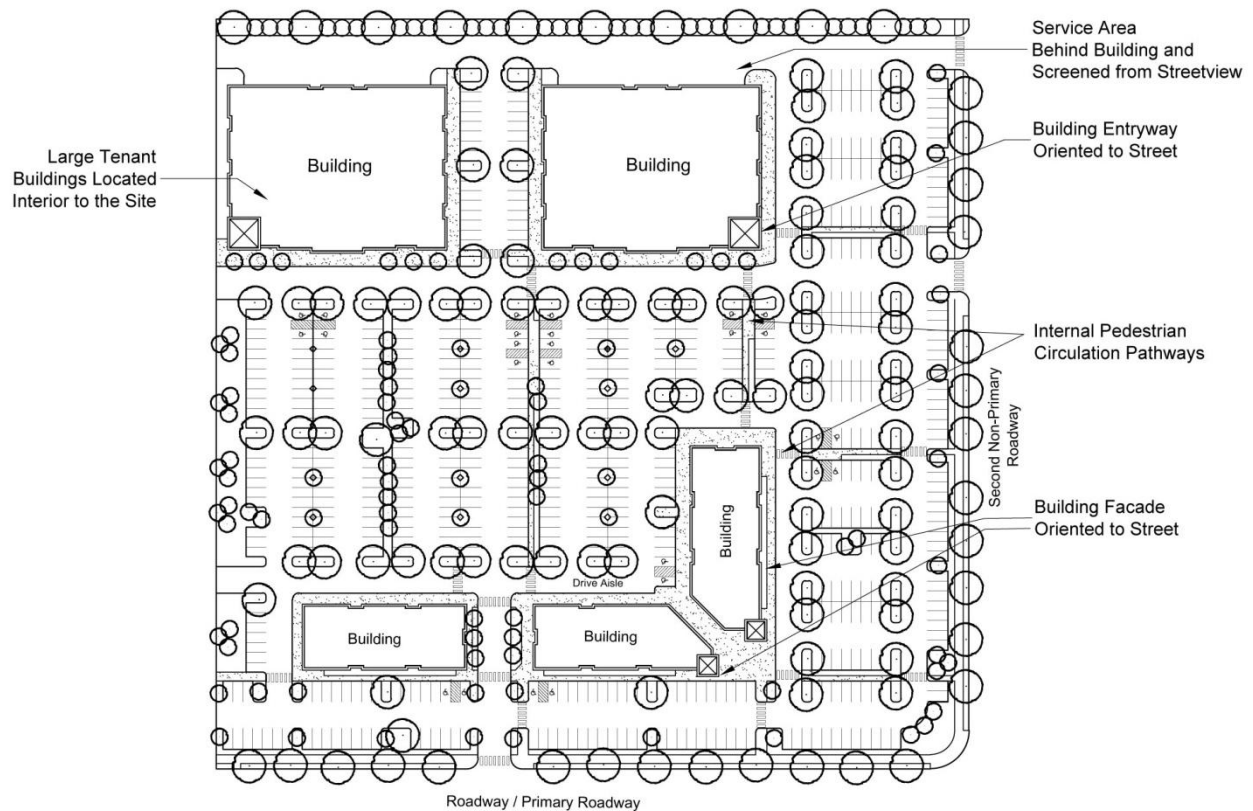 Service Area
Behind Building and
Screened from Streetview
Building Entryway
Oriented to Street
Large Tenant
Buildings Located
Interior to the Site
Building
Building
Internal Pedestrian
Circulation Pathways
Second Non-Primary
Roadway
Building Facade
Oriented to Street
Building
Drive Aisle
Building
Building
Roadway / Primary Roadway